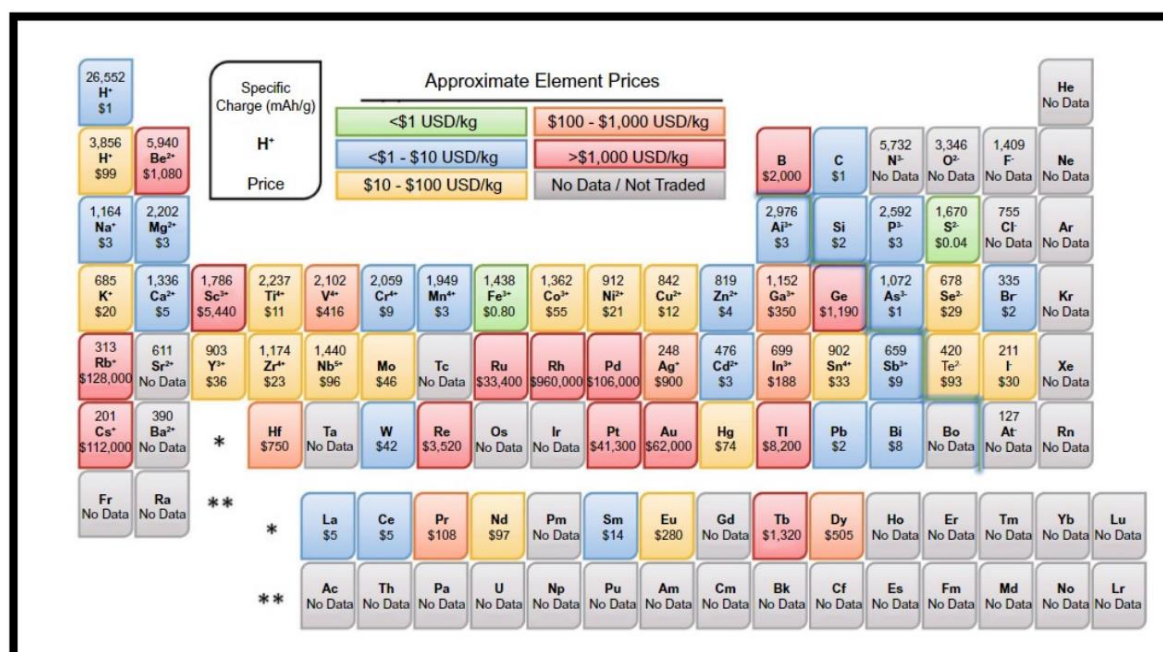 Approximate Element Prices
Specific
Charge (mAh/g)
H⁺
Price
<$1 USD/kg
$100 - $1,000 USD/kg
<$1 - $10 USD/kg
>$1,000 USD/kg
$10 - $100 USD/kg
No Data / Not Traded
26,552
H⁺
$1
He
No Data
3,856
H⁺
$99
5,940
Be²⁺
$1,080
B
$2,000
C
$1
5,732
N³⁻
No Data
3,346
O²⁻
No Data
1,409
F⁻
No Data
Ne
No Data
1,164
Na⁺
$3
2,202
Mg²⁺
$3
2,976
Ai³⁺
$3
Si
$2
2,592
P³⁻
$3
1,670
S²⁻
$0.04
755
Cl⁻
No Data
Ar
No Data
685
K⁺
$20
1,336
Ca²⁺
$5
1,786
Sc³⁺
$5,440
2,237
Ti⁴⁺
$11
2,102
V⁴⁺
$416
2,059
Cr⁴⁺
$9
1,949
Mn⁴⁺
$3
1,438
Fe³⁺
$0.80
1,362
Co³⁺
$55
912
Ni²⁺
$21
842
Cu²⁺
$12
819
Zn²⁺
$4
1,152
Ga³⁺
$350
Ge
$1,190
1,072
As³⁻
$1
678
Se²⁻
$29
335
Br⁻
$2
Kr
No Data
313
Rb⁺
$128,000
611
Sr²⁺
No Data
903
Y³⁺
$36
1,174
Zr⁴⁺
$23
1,440
Nb⁵⁺
$96
Mo
$46
Tc
No Data
Ru
$33,400
Rh
$960,000
Pd
$106,000
248
Ag⁺
$900
476
Cd²⁺
$3
699
In³⁺
$188
902
Sn⁴⁺
$33
659
Sb³⁺
$9
420
Te²⁻
$93
211
I⁻
$30
Xe
No Data
201
Cs⁺
$112,000
390
Ba²⁺
No Data
*
Hf
$750
Ta
No Data
W
$42
Re
$3,520
Os
No Data
Ir
No Data
Pt
$41,300
Au
$62,000
Hg
$74
Tl
$8,200
Pb
$2
Bi
$8
Bo
No Data
127
At⁻
No Data
Rn
No Data
Fr
No Data
Ra
No Data
**
*
La
$5
Ce
$5
Pr
$108
Nd
$97
Pm
No Data
Sm
$14
Eu
$280
Gd
No Data
Tb
$1,320
Dy
$505
Ho
No Data
Er
No Data
Tm
No Data
Yb
No Data
Lu
No Data
**
Ac
No Data
Th
No Data
Pa
No Data
U
No Data
Np
No Data
Pu
No Data
Am
No Data
Cm
No Data
Bk
No Data
Cf
No Data
Es
No Data
Fm
No Data
Md
No Data
No
No Data
Lr
No Data